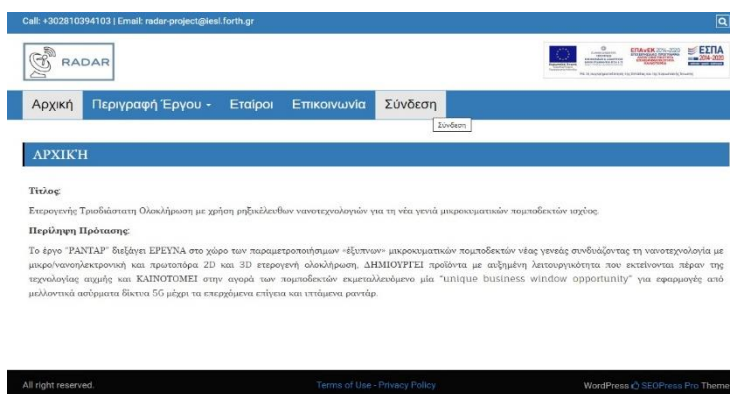 Call: +302810394103 | Email: radar-project@iesl.forth.gr
RADAR
ΕΠΑνΕΚ 2014-2020
ΕΣΠΑ
2014-2020
Αρχική Περιγραφή Έργου Εταίροι Επικοινωνία Σύνδεση
Σύνδεση
ΑΡΧΙΚΉ
Τίτλος:
Ετερογενής Τρισδιάστατη Ολοκλήρωση με χρήση ρηξικέλευθων νανοτεχνολογιών για τη νέα γενιά μικροκυματικών πομποδεκτών ισχύος.
Περίληψη Πρότασης:
Το έργο "ΡΑΝΤΑΡ" διεξάγει ΕΡΕΥΝΑ στο χώρο των παραμετροποιήσιμων «έξυπνων» μικροκυματικών πομποδεκτών νέας γενεάς συνδυάζοντας τη νανοτεχνολογία με
μικρο/νανοηλεκτρονική και πρωτοπόρα 2D και 3D ετερογενή ολοκλήρωση, ΔΗΜΙΟΥΡΓΕΙ προϊόντα με αυξημένη λειτουργικότητα που εκτείνονται πέραν της
τεχνολογίας αιχμής και ΚΑΙΝΟΤΟΜΕΙ στην αγορά των πομποδεκτών εκμεταλλευόμενο μία "unique business window opportunity" για εφαρμογές από
μελλοντικά ασύρματα δίκτυα 5G μέχρι τα επερχόμενα επίγεια και ιπτάμενα ραντάρ.
All right reserved. Terms of Use - Privacy Policy WordPress SEOPress Pro Theme